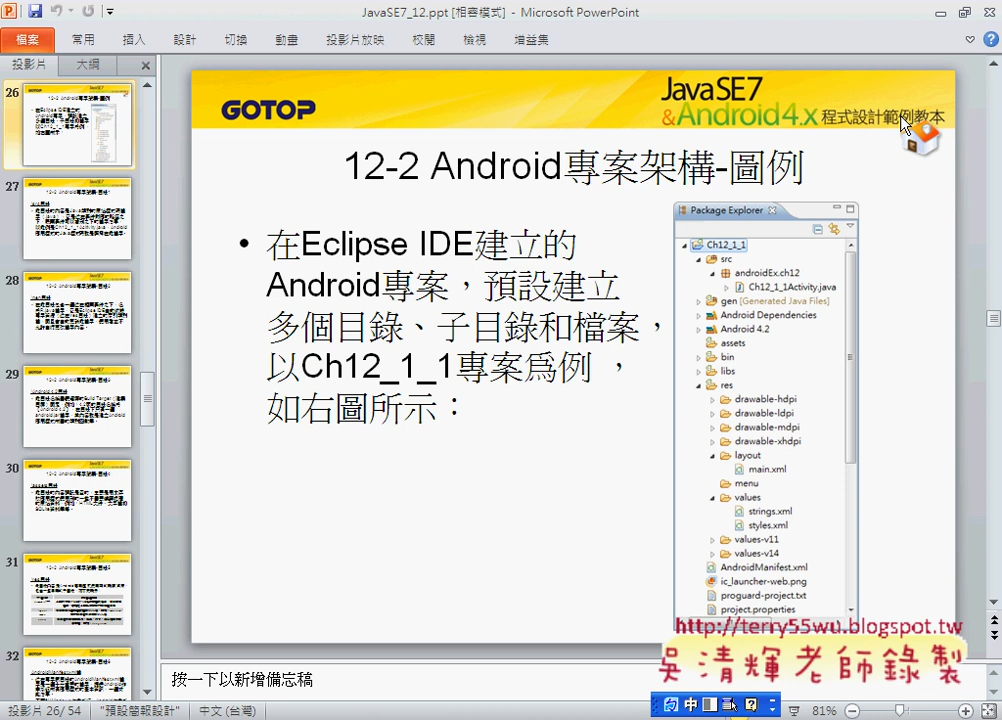 JavaSE7_12.ppt [相容模式] - Microsoft PowerPoint
檔案 常用 插入 設計 切換 動畫 投影片放映 校閱 檢視 增益集
投影片 大綱
26
27
28
29
30
31
32
GOTOP
JavaSE7
&Android4.x 程式設計範例教本
12-2 Android專案架構-圖例
• 在Eclipse IDE建立的
Android專案，預設建立
多個目錄、子目錄和檔案，
以Ch12_1_1專案為例 ，
如右圖所示：
Package Explorer
Ch12_1_1
src
androidEx.ch12
Ch12_1_1Activity.java
gen [Generated Java Files]
Android Dependencies
Android 4.2
assets
bin
libs
res
drawable-hdpi
drawable-ldpi
drawable-mdpi
drawable-xhdpi
layout
main.xml
menu
values
strings.xml
styles.xml
values-v11
values-v14
AndroidManifest.xml
ic_launcher-web.png
proguard-project.txt
project.properties
http://terry55wu.blogspot.tw
吳清輝老師錄製
按一下以新增備忘稿
投影片 26/ 54 "預設簡報設計" 中文 (台灣) 中 81%